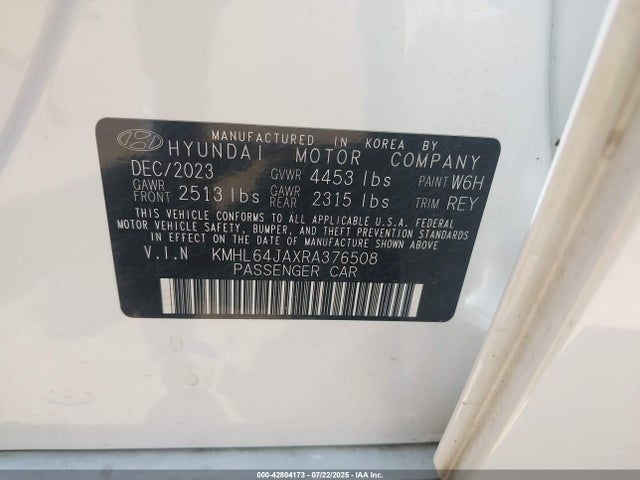 MANUFACTURED IN KOREA BY
HYUNDAI MOTOR COMPANY
DEC/2023 GVWR 4453 lbs PAINT W6H
GAWR FRONT 2513 lbs GAWR REAR 2315 lbs TRIM REY
THIS VEHICLE CONFORMS TO ALL APPLICABLE U.S.A. FEDERAL
MOTOR VEHICLE SAFETY, BUMPER, AND THEFT PREVENTION STANDARDS
IN EFFECT ON THE DATE OF MANUFACTURE SHOWN ABOVE
V.I.N KMHL64JAXRA376508
PASSENGER CAR
000-42804173 - 07/22/2025 - IAA Inc.